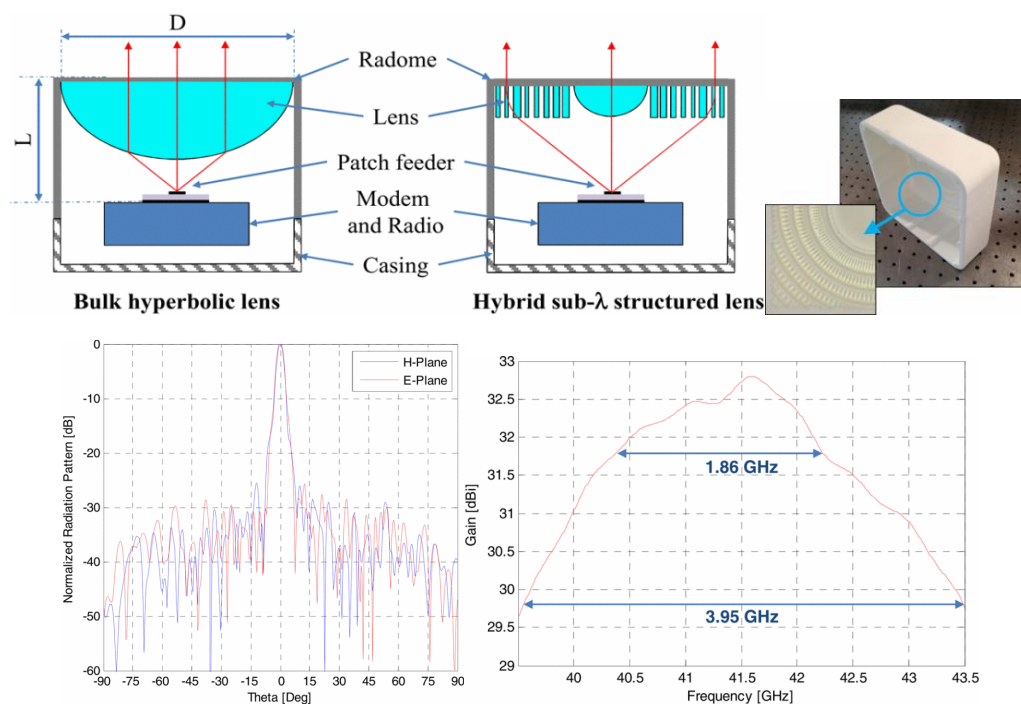 D
L
Radome
Lens
Patch feeder
Modem
and Radio
Casing
Bulk hyperbolic lens
Hybrid sub-λ structured lens
0
-10
-20
-30
-40
-50
-60
Normalized Radiation Pattern [dB]
H-Plane
E-Plane
-90 -75 -60 -45 -30 -15 0 15 30 45 60 75 90
Theta [Deg]
33
32.5
32
31.5
31
30.5
30
29.5
29
Gain [dBi]
1.86 GHz
3.95 GHz
40 40.5 41 41.5 42 42.5 43 43.5
Frequency [GHz]